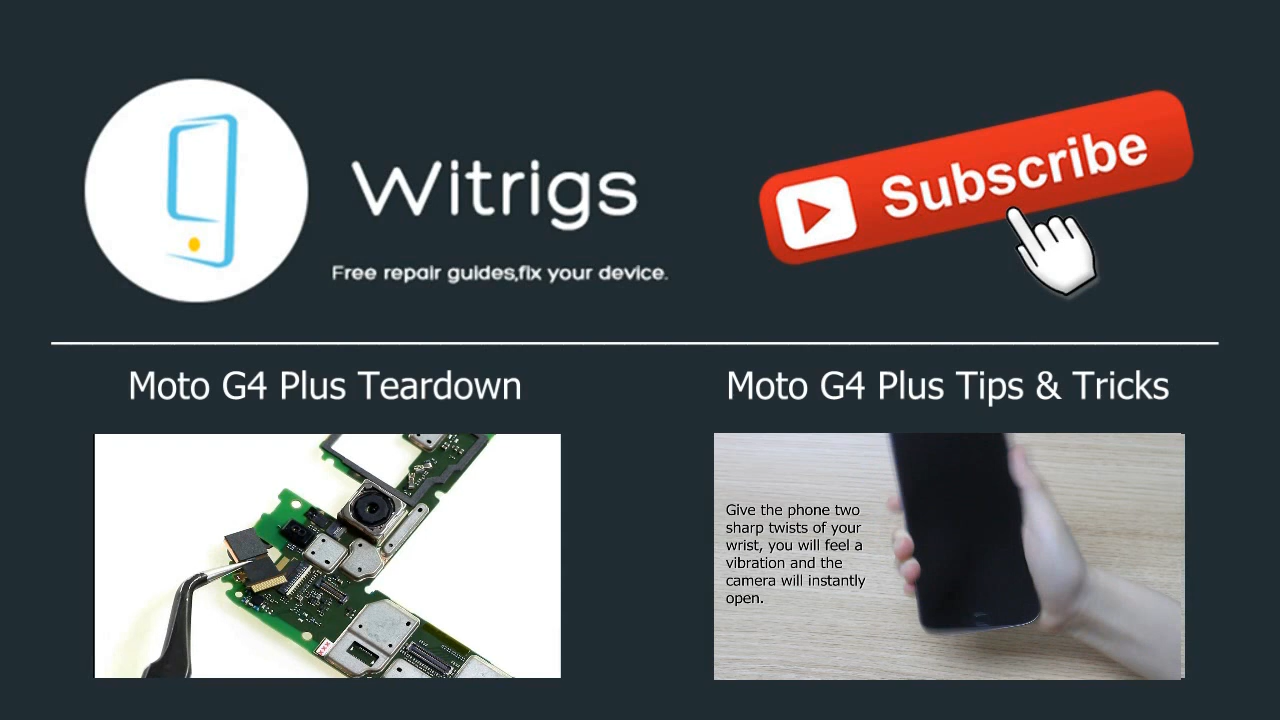 Witrigs
Free repair guides,fix your device.
Subscribe
Moto G4 Plus Teardown
Moto G4 Plus Tips & Tricks
Give the phone two
sharp twists of your
wrist, you will feel a
vibration and the
camera will instantly
open.